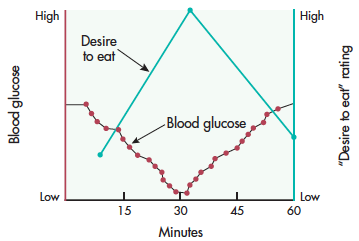 High
High
Desire
to eat
Blood glucose
Blood glucose
"Desire to eat" rating
Low
Low
15
30
45
60
Minutes